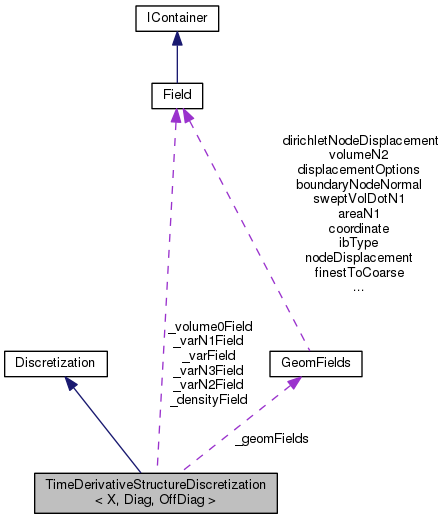 IContainer
Field
dirichletNodeDisplacement
volumeN2
displacementOptions
boundaryNodeNormal
sweptVolDotN1
areaN1
coordinate
ibType
nodeDisplacement
finestToCoarse
...
_volume0Field
_varN1Field
_varField
_varN3Field
_varN2Field
_densityField
Discretization
GeomFields
_geomFields
TimeDerivativeStructureDiscretization
< X, Diag, OffDiag >